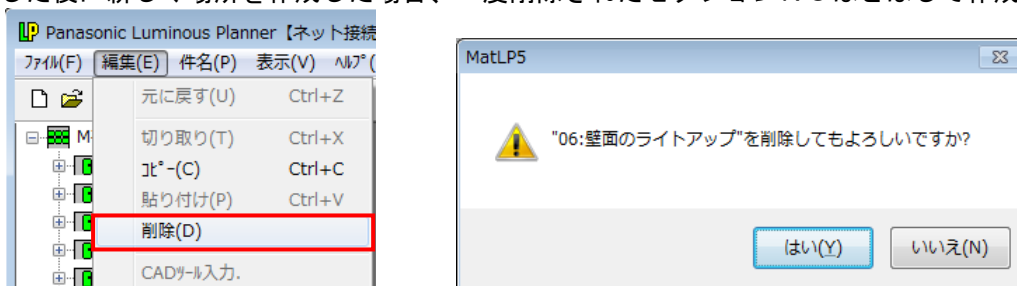 Panasonic Luminous Planner【ネット接続
ﾌｧｲﾙ(F) 編集(E) 件名(P) 表示(V) ﾍﾙﾌﾟ(
元に戻す(U) Ctrl+Z
切り取り(T) Ctrl+X
ｺﾋﾟｰ(C) Ctrl+C
貼り付け(P) Ctrl+V
削除(D)
CADﾂｰﾙ入力.
MatLP5
"06:壁面のライトアップ"を削除してもよろしいですか?
はい(Y) いいえ(N)